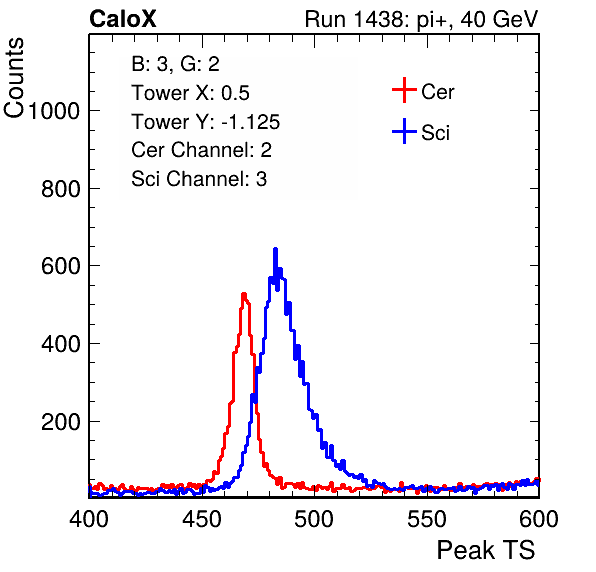 CaloX Run 1438: pi+, 40 GeV
Counts
B: 3, G: 2
Tower X: 0.5
Tower Y: -1.125
Cer Channel: 2
Sci Channel: 3
Cer
Sci
1000
800
600
400
200
400 450 500 550 600
Peak TS